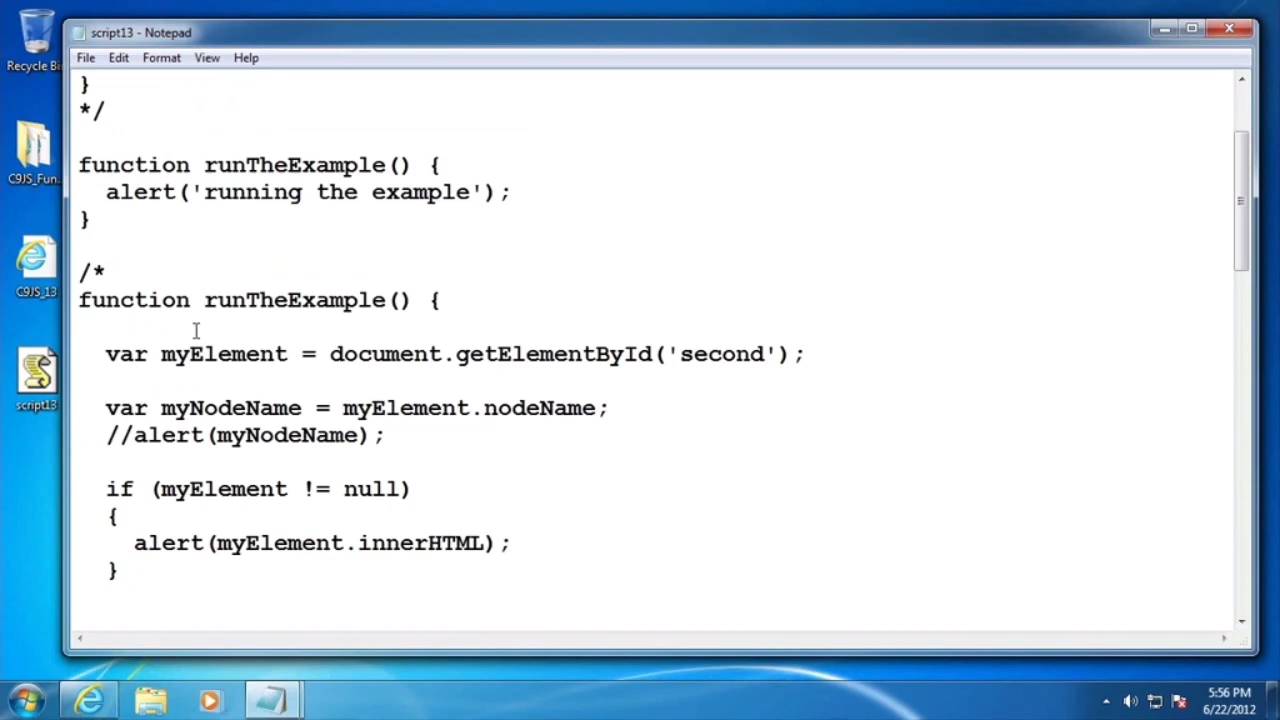 script13 - Notepad
Recycle Bi
File Edit Format View Help
}
*/
function runTheExample() {
alert('running the example');
}
/*
function runTheExample() {
var myElement = document.getElementById('second');
var myNodeName = myElement.nodeName;
//alert(myNodeName);
if (myElement != null)
{
alert(myElement.innerHTML);
}
C9JS_Fun...
C9JS_13
script13
5:56 PM
6/22/2012